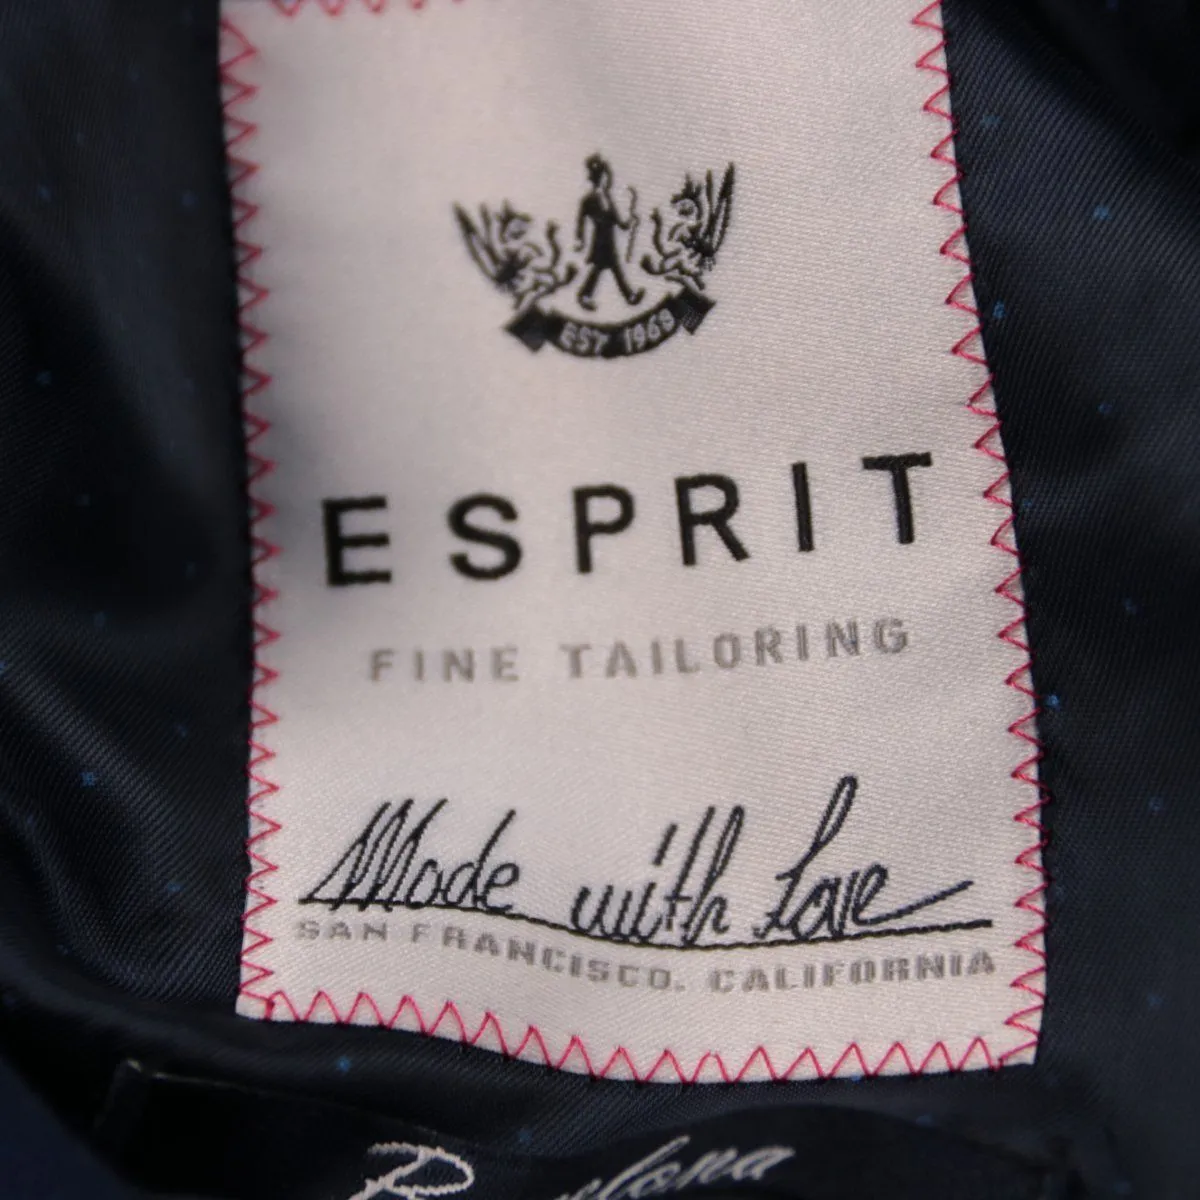 EST 1968
ESPRIT
FINE TAILORING
Made with Love
SAN FRANCISCO, CALIFORNIA